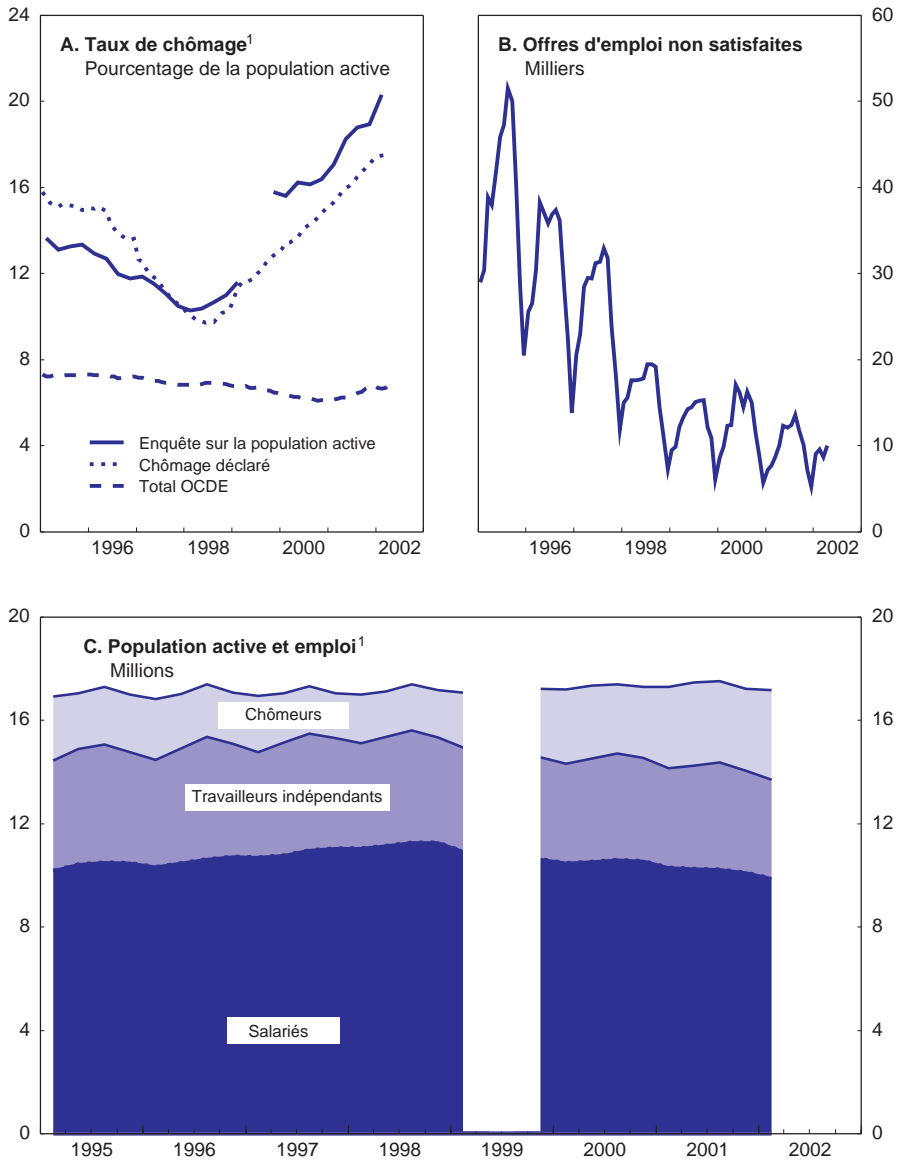 A. Taux de chômage1
Pourcentage de la population active
24
20
16
12
8
4
0
Enquête sur la population active
Chômage déclaré
Total OCDE
1996 1998 2000 2002
B. Offres d'emploi non satisfaites
Milliers
60
50
40
30
20
10
0
1996 1998 2000 2002
C. Population active et emploi1
Millions
20 20
16 16
12 12
8 8
4 4
0 0
Chômeurs
Travailleurs indépendants
Salariés
1995 1996 1997 1998 1999 2000 2001 2002